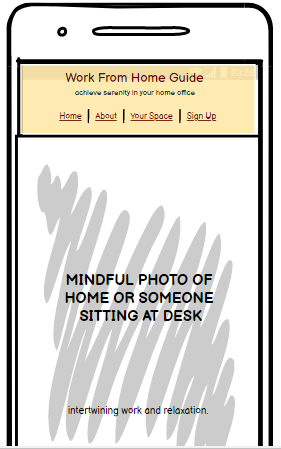 Work From Home Guide
achieve serenity in your home office
Home | About | Your Space | Sign Up
MINDFUL PHOTO OF
HOME OR SOMEONE
SITTING AT DESK
intertwining work and relaxation.